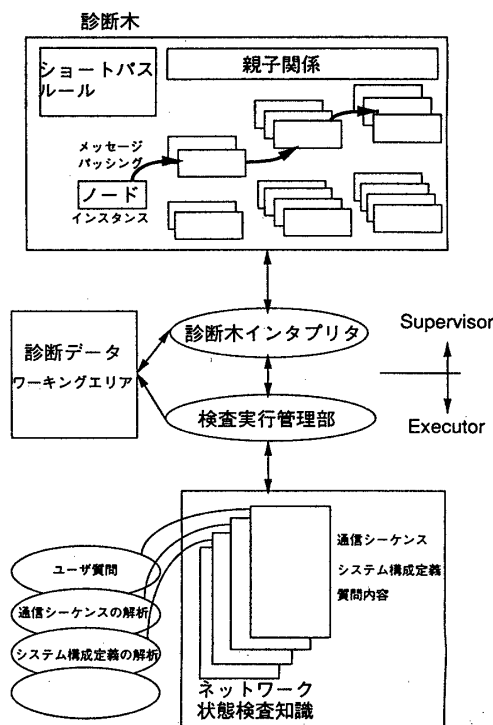 診断木
ショートパス
ルール
親子関係
メッセージ
パッシング
ノード
インスタンス
診断データ
ワーキングエリア
診断木インタプリタ
Supervisor
検査実行管理部
Executor
ユーザ質問
通信シーケンスの解析
システム構成定義の解析
通信シーケンス
システム構成定義
質問内容
ネットワーク
状態検査知識